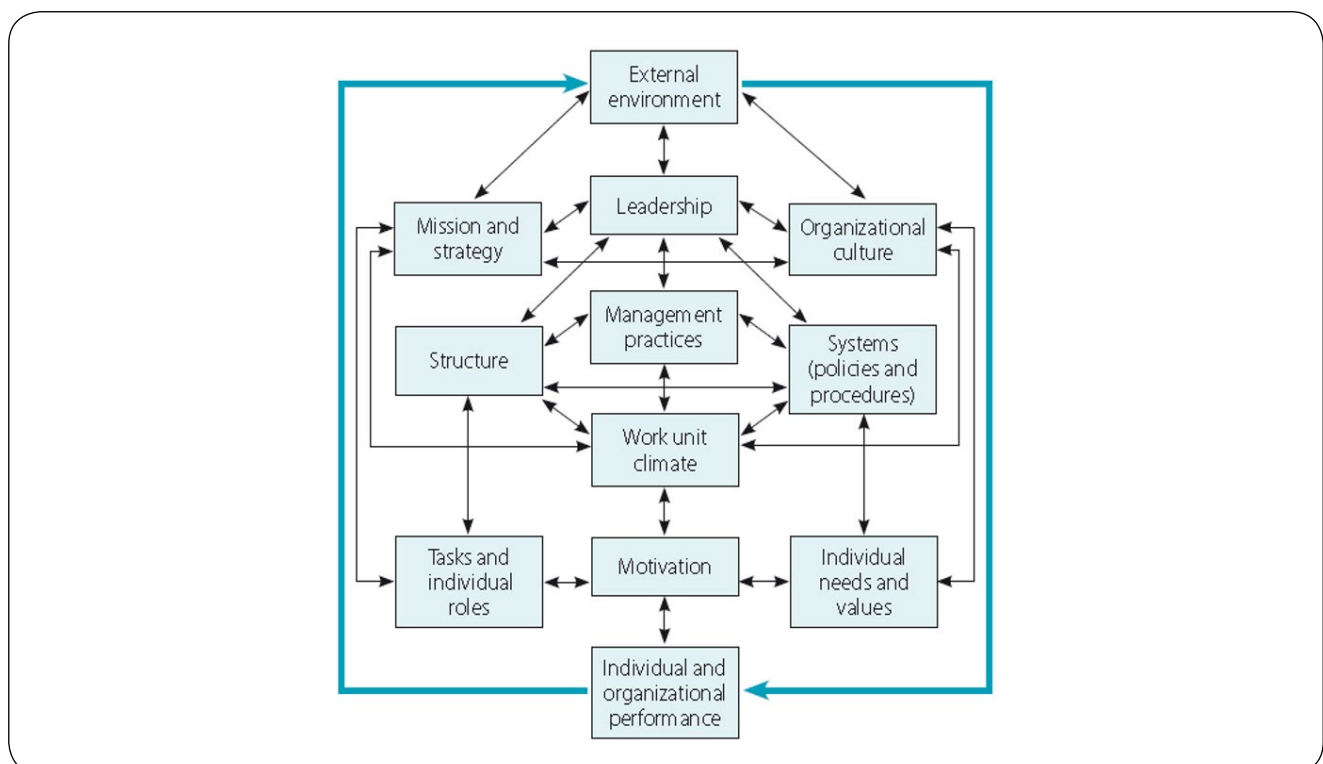 External
environment
Leadership
Mission and
strategy
Organizational
culture
Management
practices
Structure
Systems
(policies and
procedures)
Work unit
climate
Tasks and
individual
roles
Motivation
Individual
needs and
values
Individual and
organizational
performance